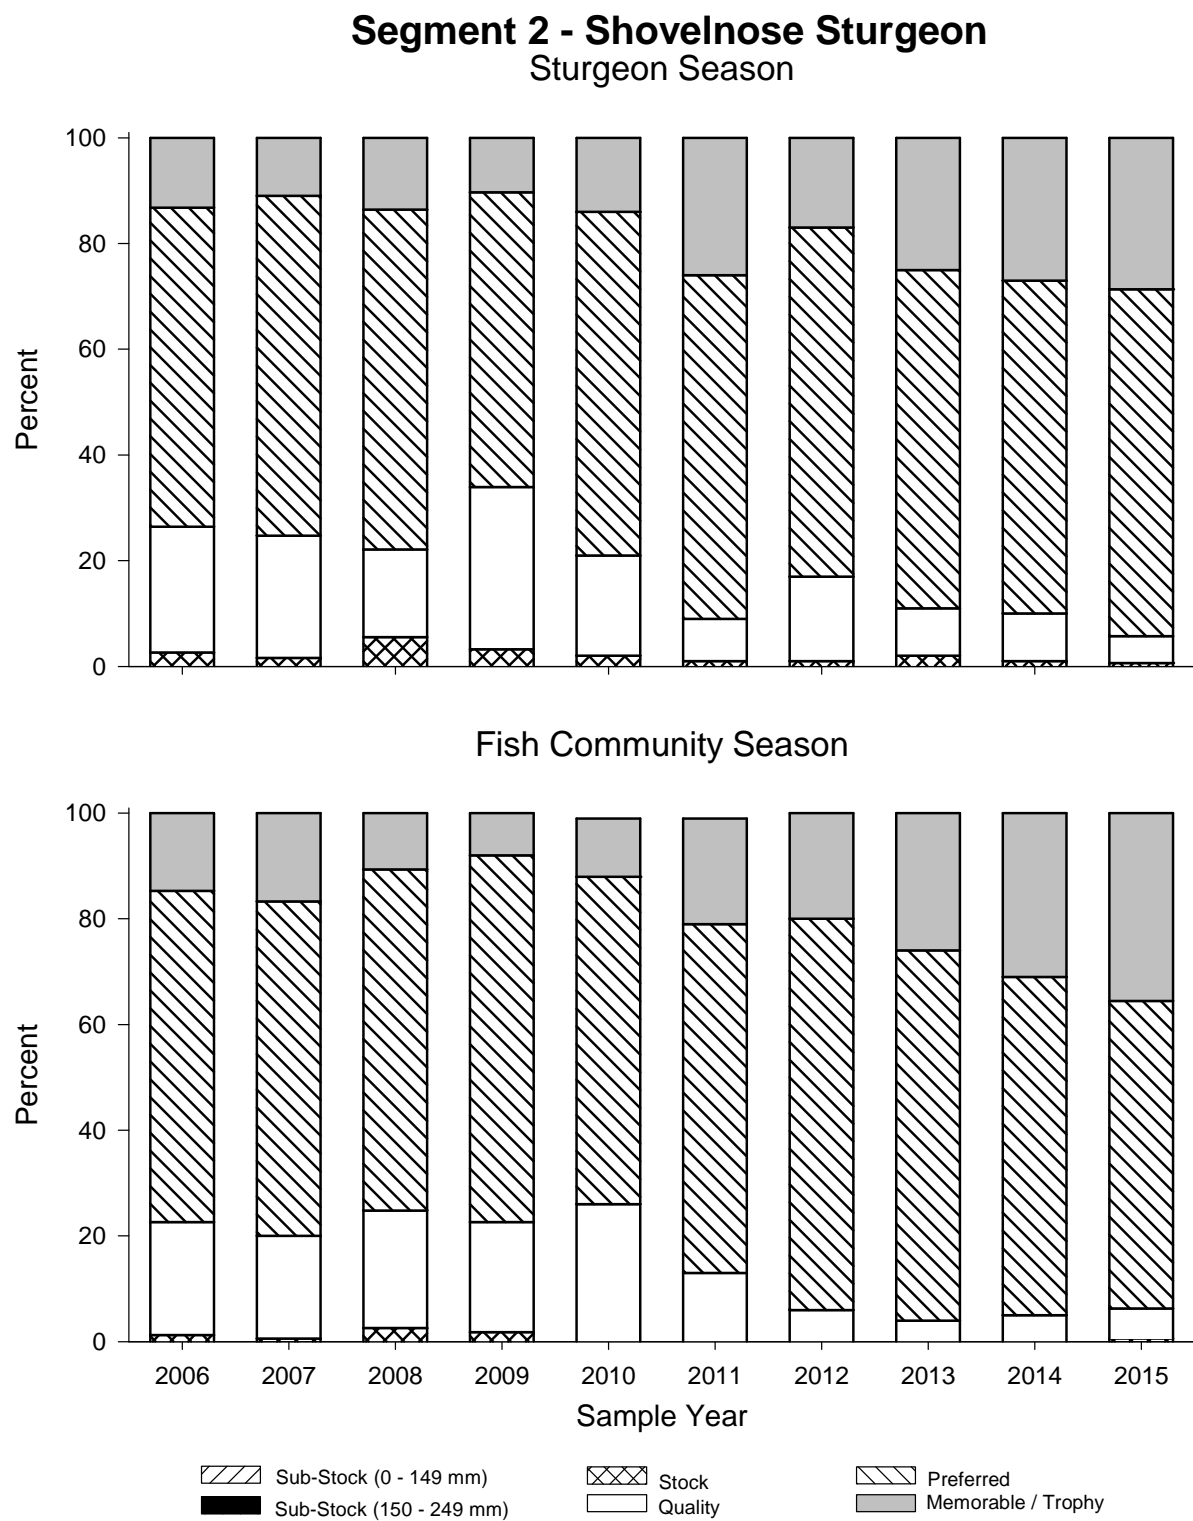 Segment 2 - Shovelnose Sturgeon
Sturgeon Season
100
80
60
40
20
0
Percent
Fish Community Season
100
80
60
40
20
0
Percent
2006 2007 2008 2009 2010 2011 2012 2013 2014 2015
Sample Year
Sub-Stock (0 - 149 mm) Stock Preferred
Sub-Stock (150 - 249 mm) Quality Memorable / Trophy